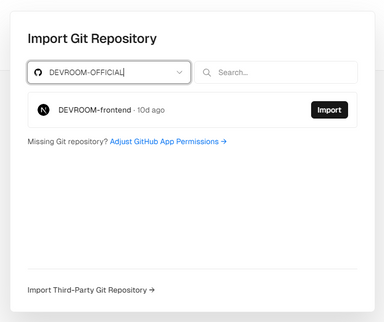 Import Git Repository
DEVROOM-OFFICIAL
Search...
DEVROOM-frontend · 10d ago
Import
Missing Git repository? Adjust GitHub App Permissions →
Import Third-Party Git Repository →